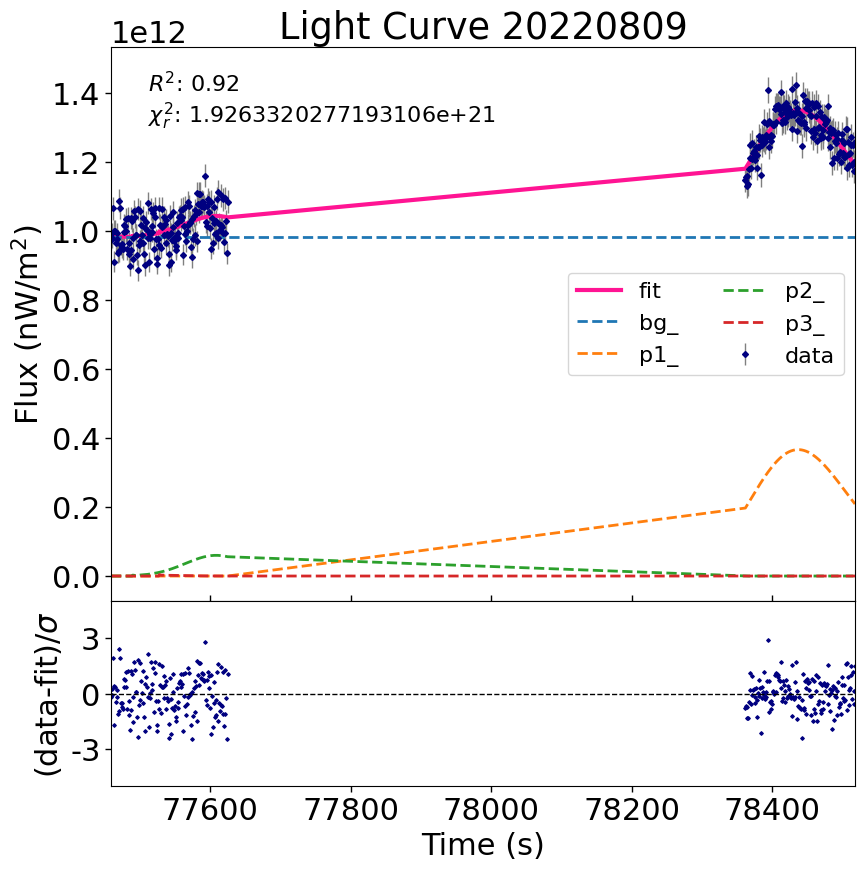 Light Curve 20220809
1e12
R²: 0.92
χ²ᵣ: 1.9263320277193106e+21
Flux (nW/m²)
1.4
1.2
1.0
0.8
0.6
0.4
0.2
0.0
fit
bg_
p1_
p2_
p3_
data
(data-fit)/σ
3
0
-3
77600 77800 78000 78200 78400
Time (s)